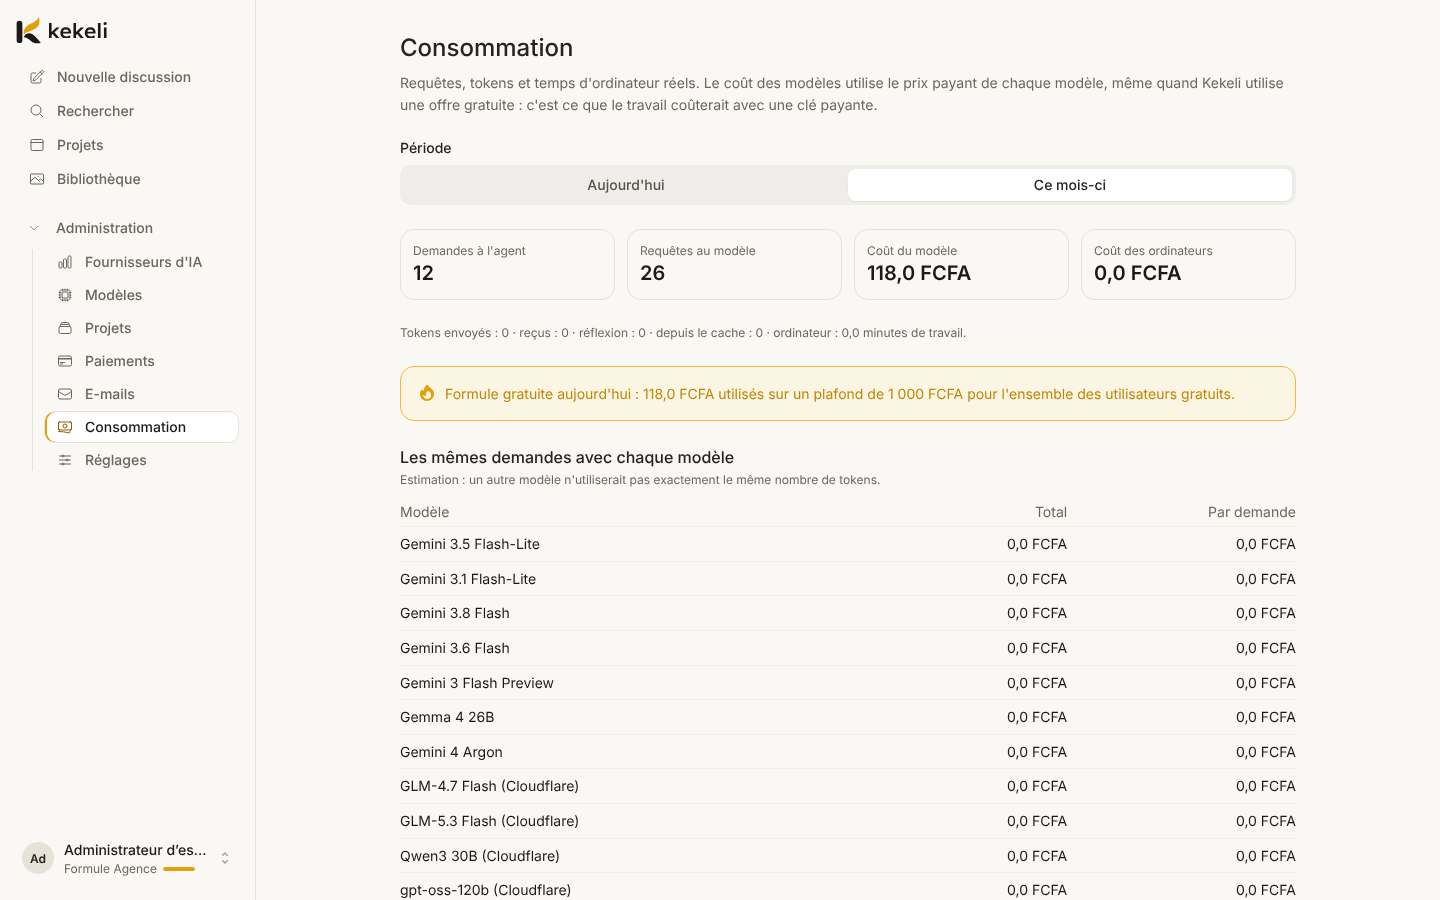 kekeli
Nouvelle discussion
Rechercher
Projets
Bibliothèque
Administration
Fournisseurs d'IA
Modèles
Projets
Paiements
E-mails
Consommation
Réglages
Ad
Administrateur d'es...
Formule Agence
Consommation
Requêtes, tokens et temps d'ordinateur réels. Le coût des modèles utilise le prix payant de chaque modèle, même quand Kekeli utilise
une offre gratuite : c'est ce que le travail coûterait avec une clé payante.
Période
Aujourd'hui
Ce mois-ci
Demandes à l'agent
12
Requêtes au modèle
26
Coût du modèle
118,0 FCFA
Coût des ordinateurs
0,0 FCFA
Tokens envoyés : 0 · reçus : 0 · réflexion : 0 · depuis le cache : 0 · ordinateur : 0,0 minutes de travail.
Formule gratuite aujourd'hui : 118,0 FCFA utilisés sur un plafond de 1 000 FCFA pour l'ensemble des utilisateurs gratuits.
Les mêmes demandes avec chaque modèle
Estimation : un autre modèle n'utiliserait pas exactement le même nombre de tokens.
Modèle Total Par demande
Gemini 3.5 Flash-Lite 0,0 FCFA 0,0 FCFA
Gemini 3.1 Flash-Lite 0,0 FCFA 0,0 FCFA
Gemini 3.8 Flash 0,0 FCFA 0,0 FCFA
Gemini 3.6 Flash 0,0 FCFA 0,0 FCFA
Gemini 3 Flash Preview 0,0 FCFA 0,0 FCFA
Gemma 4 26B 0,0 FCFA 0,0 FCFA
Gemini 4 Argon 0,0 FCFA 0,0 FCFA
GLM-4.7 Flash (Cloudflare) 0,0 FCFA 0,0 FCFA
GLM-5.3 Flash (Cloudflare) 0,0 FCFA 0,0 FCFA
Qwen3 30B (Cloudflare) 0,0 FCFA 0,0 FCFA
gpt-oss-120b (Cloudflare) 0,0 FCFA 0,0 FCFA